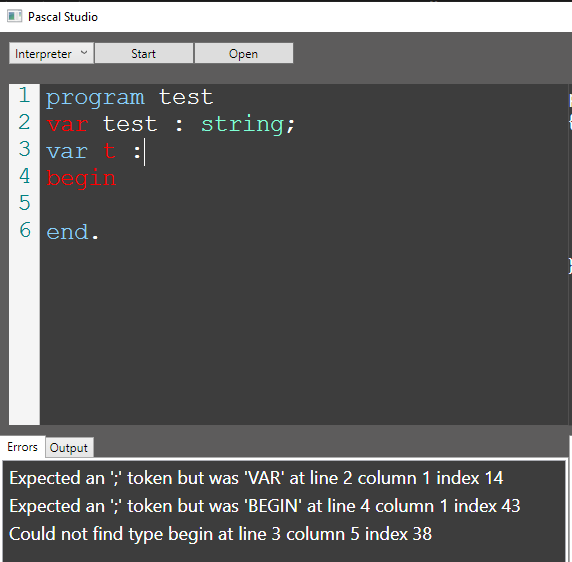 Pascal Studio
Interpreter Start Open
1 program test
2 var test : string;
3 var t :
4 begin
5
6 end.
}
Errors Output
Expected an ';' token but was 'VAR' at line 2 column 1 index 14
Expected an ';' token but was 'BEGIN' at line 4 column 1 index 43
Could not find type begin at line 3 column 5 index 38